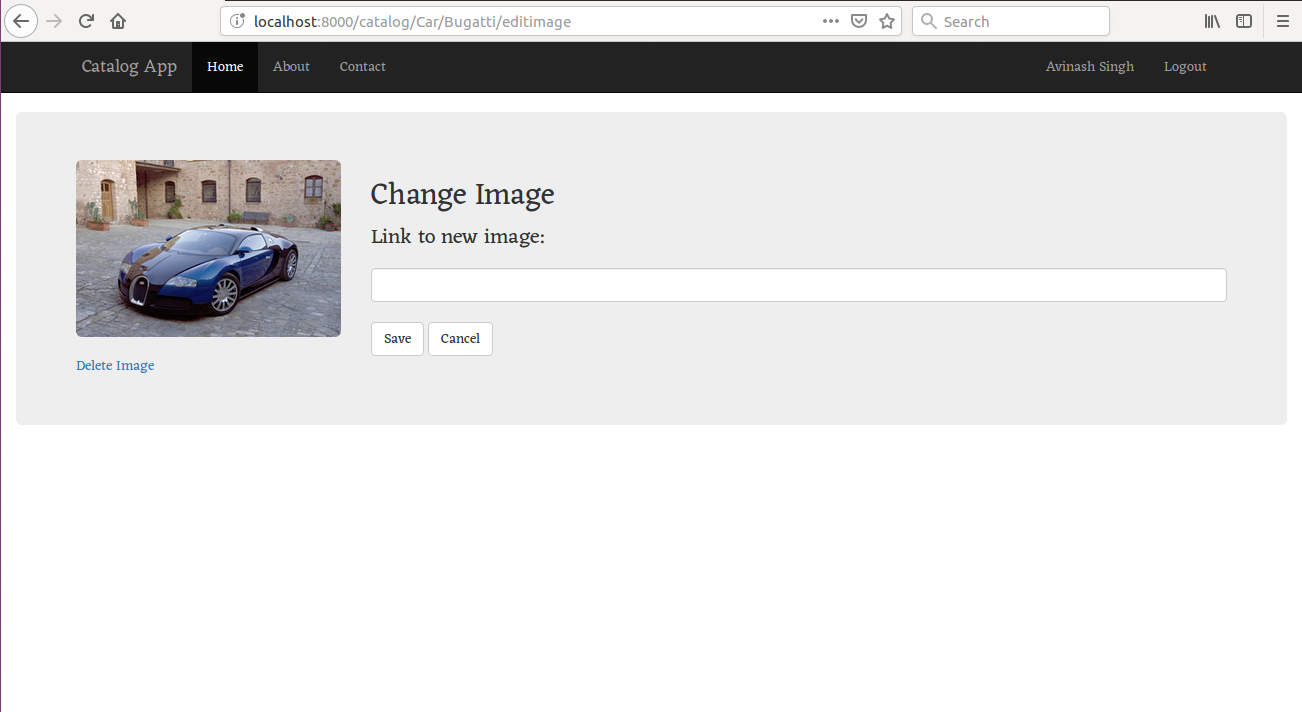 localhost:8000/catalog/Car/Bugatti/editimage
Search
Catalog App Home About Contact Avinash Singh Logout
Change Image
Link to new image:
Save Cancel
Delete Image